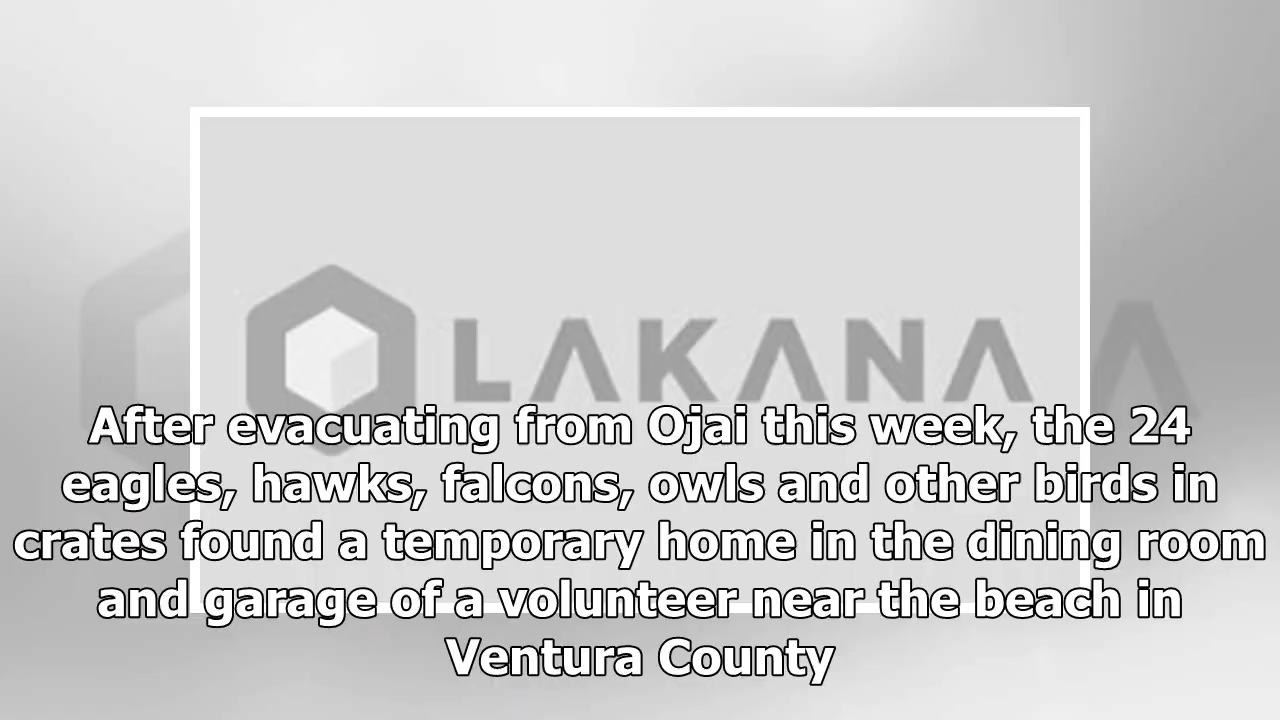 LAKANA
After evacuating from Ojai this week, the 24
eagles, hawks, falcons, owls and other birds in
crates found a temporary home in the dining room
and garage of a volunteer near the beach in
Ventura County